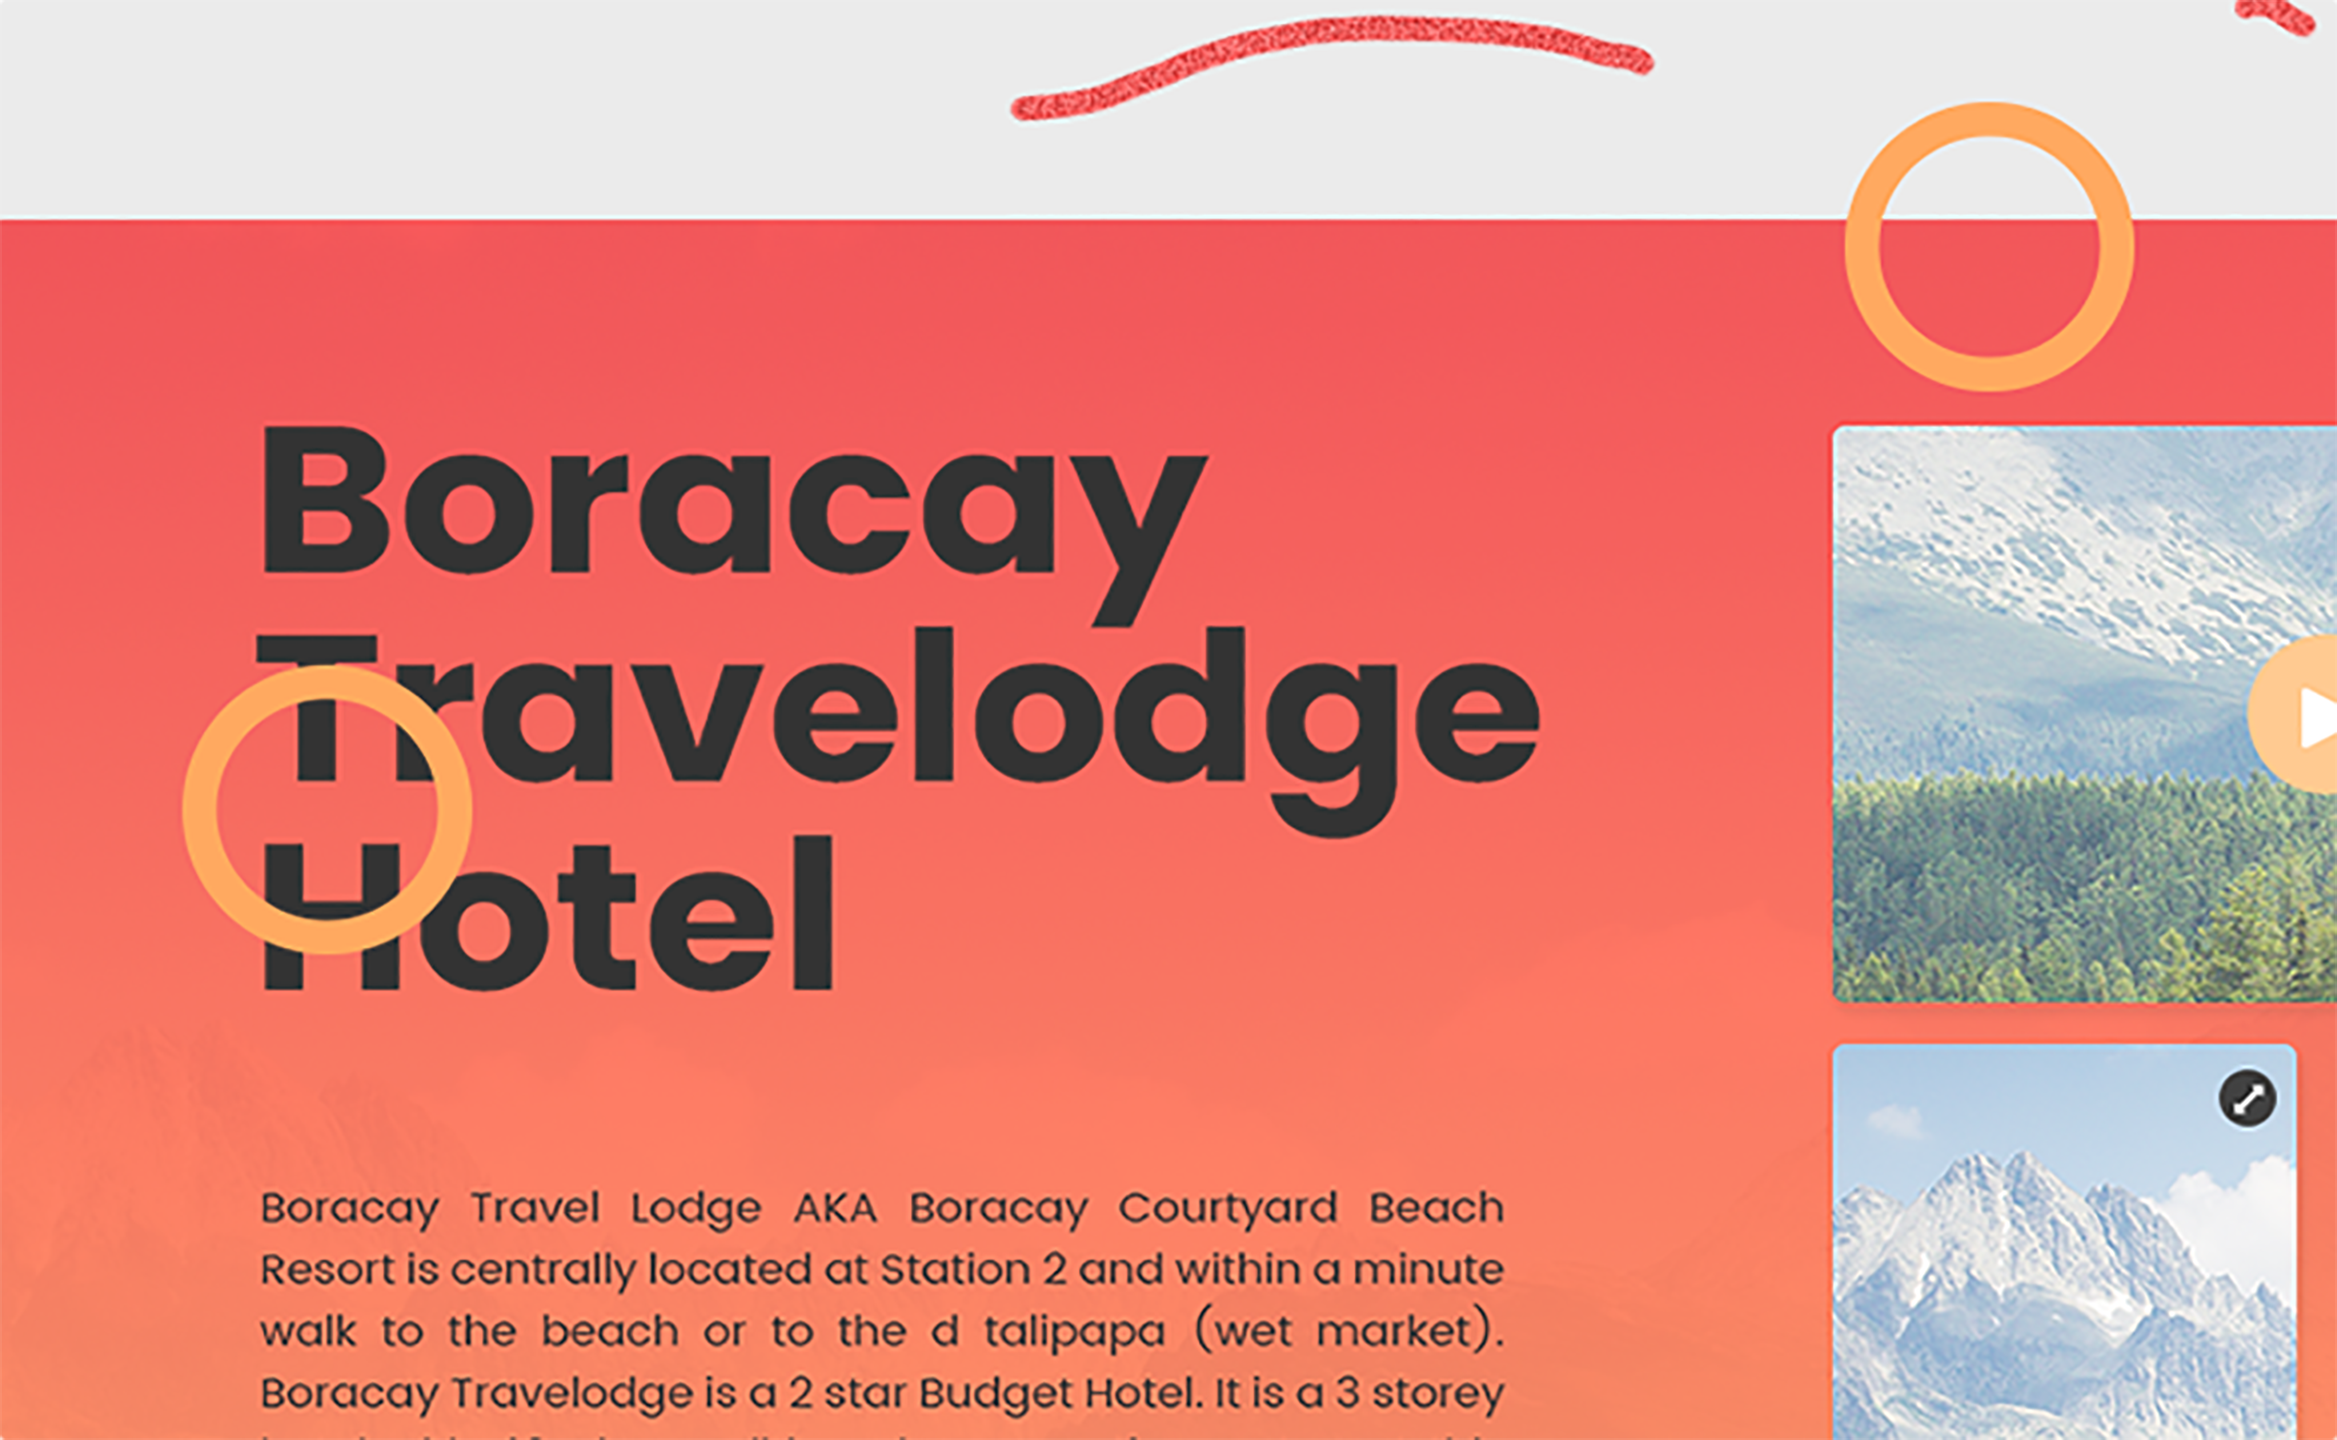 Boracay
Travelodge
Hotel
Boracay Travel Lodge AKA Boracay Courtyard Beach
Resort is centrally located at Station 2 and within a minute
walk to the beach or to the d talipapa (wet market).
Boracay Travelodge is a 2 star Budget Hotel. It is a 3 storey